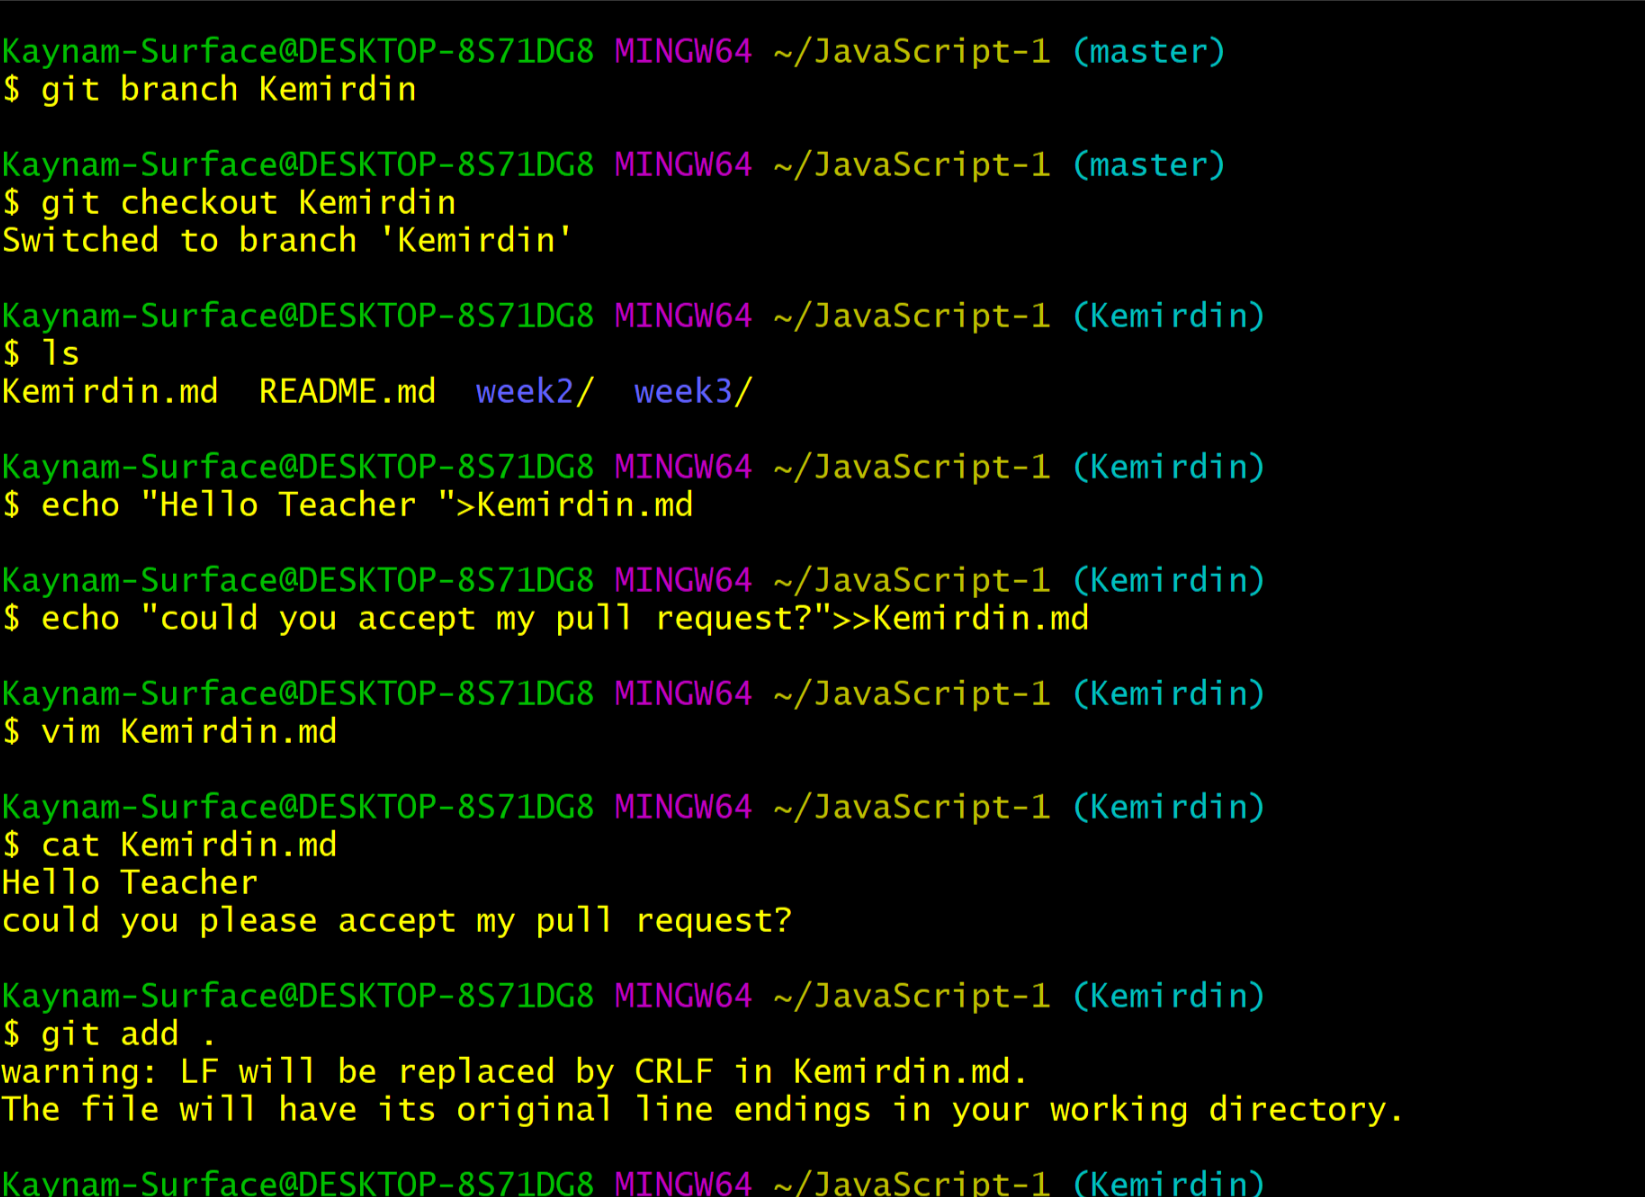 Kaynam-Surface@DESKTOP-8S71DG8 MINGW64 ~/JavaScript-1 (master)
$ git branch Kemirdin
Kaynam-Surface@DESKTOP-8S71DG8 MINGW64 ~/JavaScript-1 (master)
$ git checkout Kemirdin
Switched to branch 'Kemirdin'
Kaynam-Surface@DESKTOP-8S71DG8 MINGW64 ~/JavaScript-1 (Kemirdin)
$ ls
Kemirdin.md  README.md  week2/  week3/
Kaynam-Surface@DESKTOP-8S71DG8 MINGW64 ~/JavaScript-1 (Kemirdin)
$ echo "Hello Teacher ">Kemirdin.md
Kaynam-Surface@DESKTOP-8S71DG8 MINGW64 ~/JavaScript-1 (Kemirdin)
$ echo "could you accept my pull request?">>Kemirdin.md
Kaynam-Surface@DESKTOP-8S71DG8 MINGW64 ~/JavaScript-1 (Kemirdin)
$ vim Kemirdin.md
Kaynam-Surface@DESKTOP-8S71DG8 MINGW64 ~/JavaScript-1 (Kemirdin)
$ cat Kemirdin.md
Hello Teacher
could you please accept my pull request?
Kaynam-Surface@DESKTOP-8S71DG8 MINGW64 ~/JavaScript-1 (Kemirdin)
$ git add .
warning: LF will be replaced by CRLF in Kemirdin.md.
The file will have its original line endings in your working directory.
Kaynam-Surface@DESKTOP-8S71DG8 MINGW64 ~/JavaScript-1 (Kemirdin)